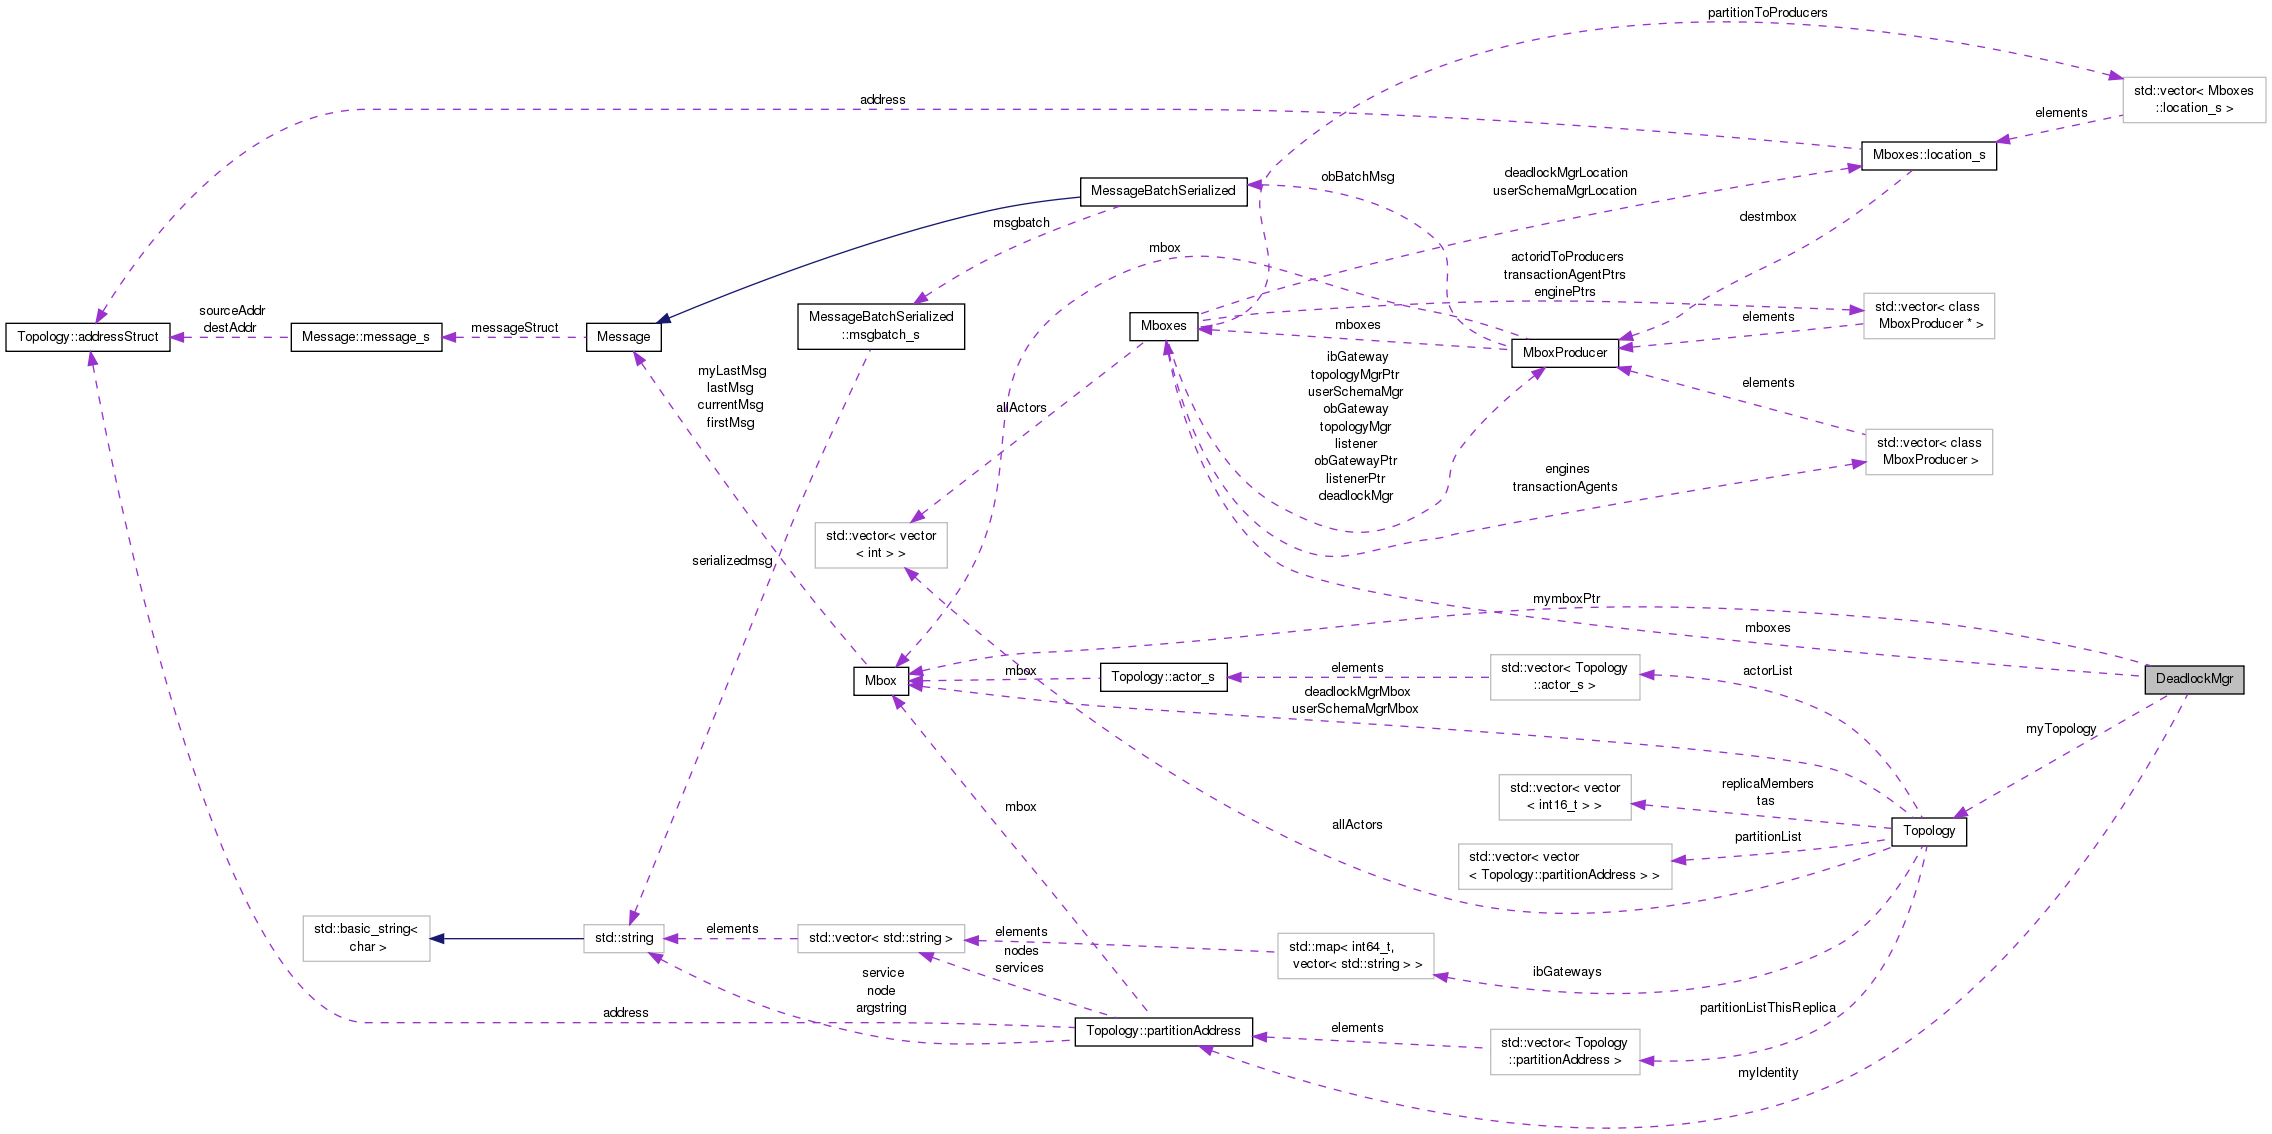 partitionToProducers
std::vector< Mboxes
::location_s >
address
elements
Mboxes::location_s
deadlockMgrLocation
userSchemaMgrLocation
obBatchMsg
MessageBatchSerialized
msgbatch
destmbox
mbox
actoridToProducers
transactionAgentPtrs
enginePtrs
std::vector< class
MboxProducer * >
elements
MessageBatchSerialized
::msgbatch_s
Mboxes
mboxes
MboxProducer
sourceAddr
destAddr
messageStruct
Topology::addressStruct
Message::message_s
Message
ibGateway
topologyMgrPtr
userSchemaMgr
obGateway
topologyMgr
listener
obGatewayPtr
listenerPtr
deadlockMgr
myLastMsg
lastMsg
currentMsg
firstMsg
allActors
elements
std::vector< class
MboxProducer >
engines
transactionAgents
std::vector< vector
< int > >
serializedmsg
mymboxPtr
mboxes
Mbox
mbox
Topology::actor_s
elements
std::vector< Topology
::actor_s >
actorList
DeadlockMgr
deadlockMgrMbox
userSchemaMgrMbox
myTopology
std::vector< vector
< int16_t > >
replicaMembers
tas
mbox
allActors
Topology
partitionList
std::vector< vector
< Topology::partitionAddress > >
std::basic_string<
char >
std::string
elements
std::vector< std::string >
elements
nodes
services
std::map< int64_t,
vector< std::string > >
ibGateways
service
node
argstring
address
Topology::partitionAddress
elements
std::vector< Topology
::partitionAddress >
partitionListThisReplica
myIdentity